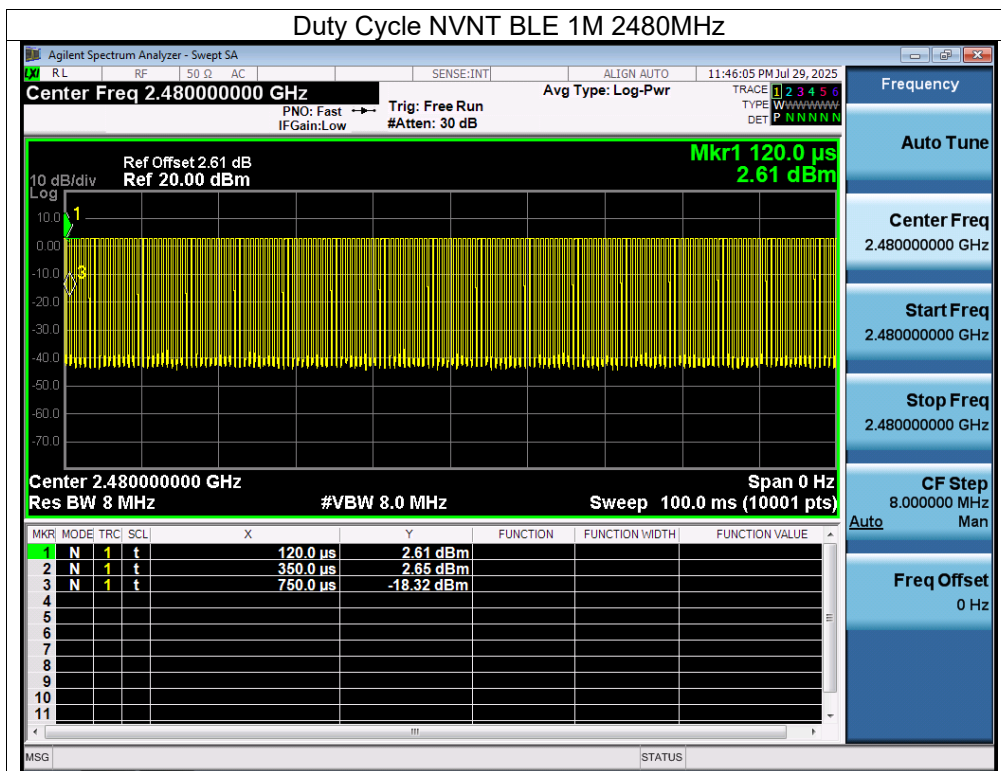 Duty Cycle NVNT BLE 1M 2480MHz
Agilent Spectrum Analyzer - Swept SA
LXI RL RF 50 Ω AC SENSE:INT ALIGN AUTO 11:46:05 PM Jul 29, 2025
Center Freq 2.480000000 GHz
PNO: Fast
IFGain:Low
Trig: Free Run
#Atten: 30 dB
Avg Type: Log-Pwr
TRACE 1 2 3 4 5 6
TYPE WWWWWW
DET P NNNNN
Ref Offset 2.61 dB
Ref 20.00 dBm
10 dB/div
Log
Mkr1 120.0 µs
2.61 dBm
10.0
0.00
-10.0
-20.0
-30.0
-40.0
-50.0
-60.0
-70.0
1
3
Center 2.480000000 GHz Span 0 Hz
Res BW 8 MHz #VBW 8.0 MHz Sweep 100.0 ms (10001 pts)
MKR MODE TRC SCL X Y FUNCTION FUNCTION WIDTH FUNCTION VALUE
1 N 1 t 120.0 µs 2.61 dBm
2 N 1 t 350.0 µs 2.65 dBm
3 N 1 t 750.0 µs -18.32 dBm
4
5
6
7
8
9
10
11
MSG STATUS
Frequency
Auto Tune
Center Freq
2.480000000 GHz
Start Freq
2.480000000 GHz
Stop Freq
2.480000000 GHz
CF Step
8.000000 MHz
Auto Man
Freq Offset
0 Hz